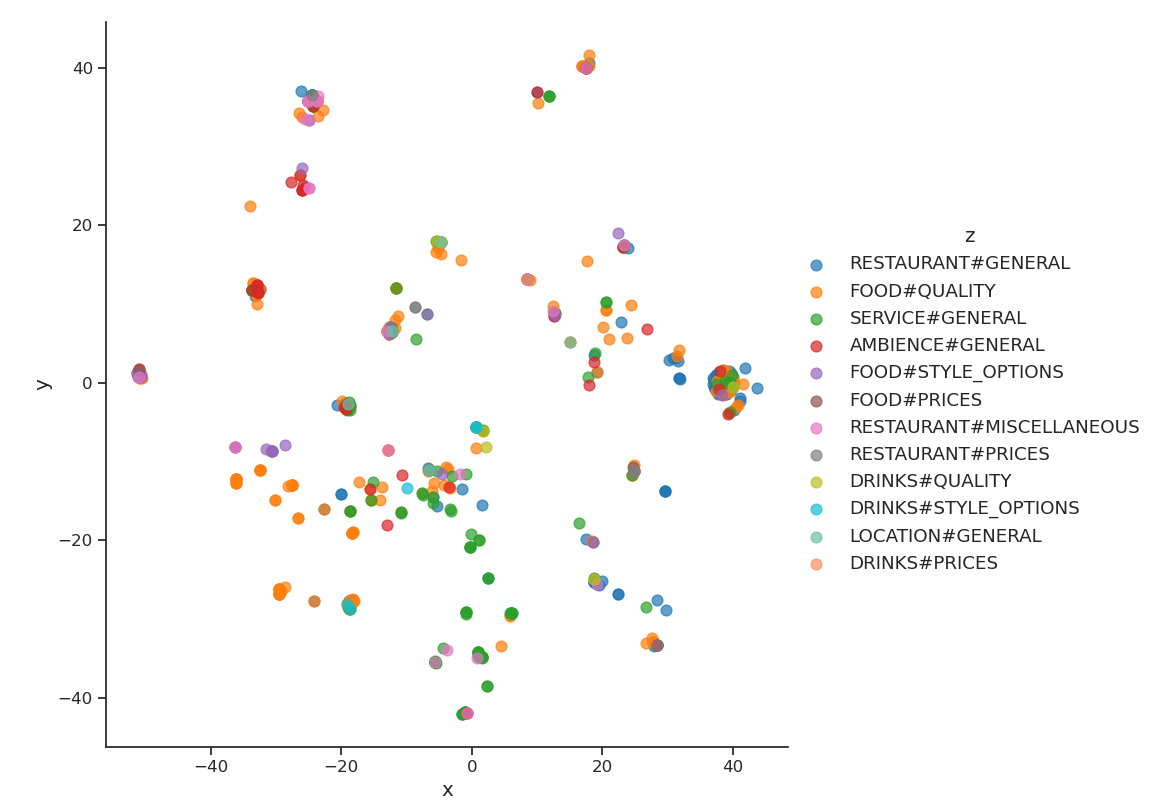 40
20
0
−20
−40
y
−40
−20
0
20
40
x
z
RESTAURANT#GENERAL
FOOD#QUALITY
SERVICE#GENERAL
AMBIENCE#GENERAL
FOOD#STYLE_OPTIONS
FOOD#PRICES
RESTAURANT#MISCELLANEOUS
RESTAURANT#PRICES
DRINKS#QUALITY
DRINKS#STYLE_OPTIONS
LOCATION#GENERAL
DRINKS#PRICES